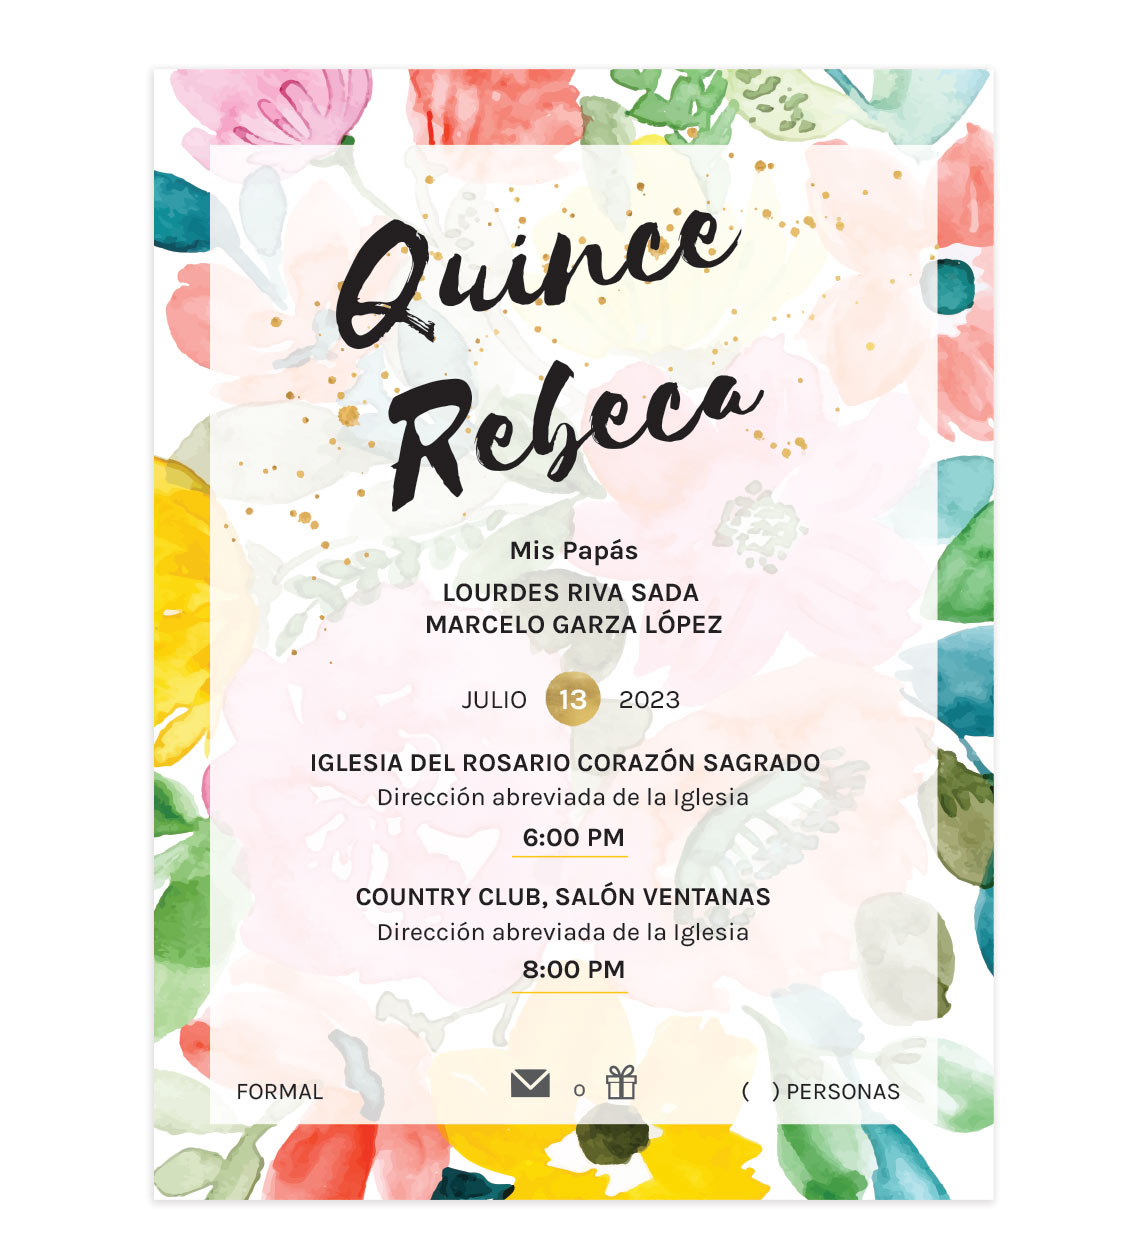 Quince
Rebeca
Mis Papás
LOURDES RIVA SADA
MARCELO GARZA LÓPEZ
JULIO 13 2023
IGLESIA DEL ROSARIO CORAZÓN SAGRADO
Dirección abreviada de la Iglesia
6:00 PM
COUNTRY CLUB, SALÓN VENTANAS
Dirección abreviada de la Iglesia
8:00 PM
FORMAL o ( ) PERSONAS